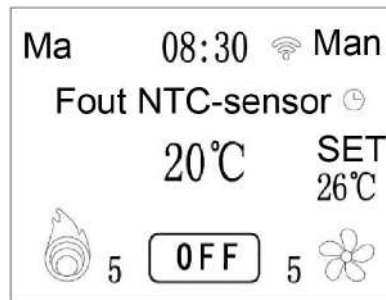 Ma 08:30 Man
Fout NTC-sensor
20℃ SET
26℃
5 OFF 5